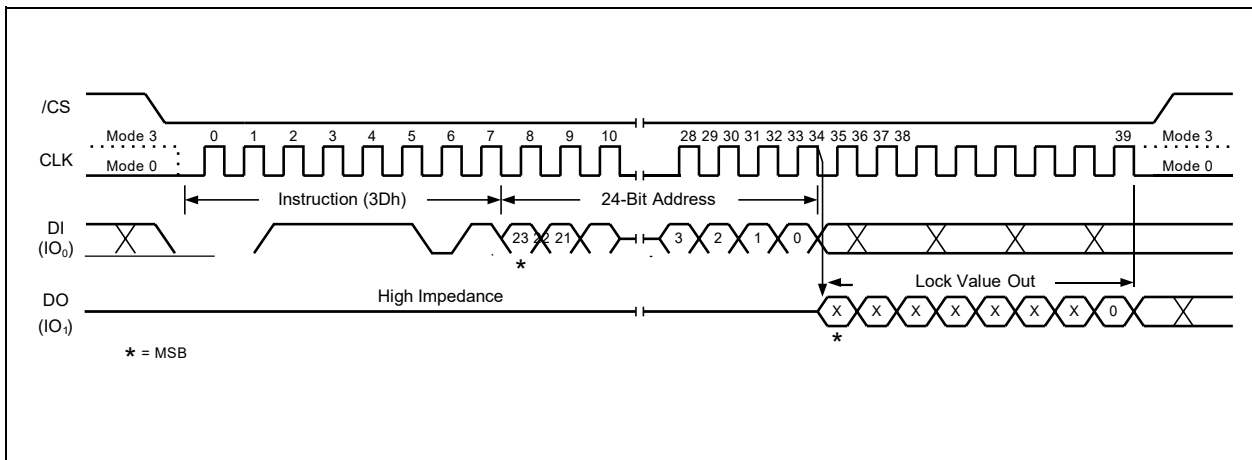 /CS
Mode 3 0 1 2 3 4 5 6 7 8 9 10 28 29 30 31 32 33 34 35 36 37 38 39 Mode 3
CLK
Mode 0 Mode 0
Instruction (3Dh) 24-Bit Address
DI
(IO₀)
23 22 21 3 2 1 0
*
Lock Value Out
DO
(IO₁)
High Impedance
X X X X X X X 0
*
* = MSB